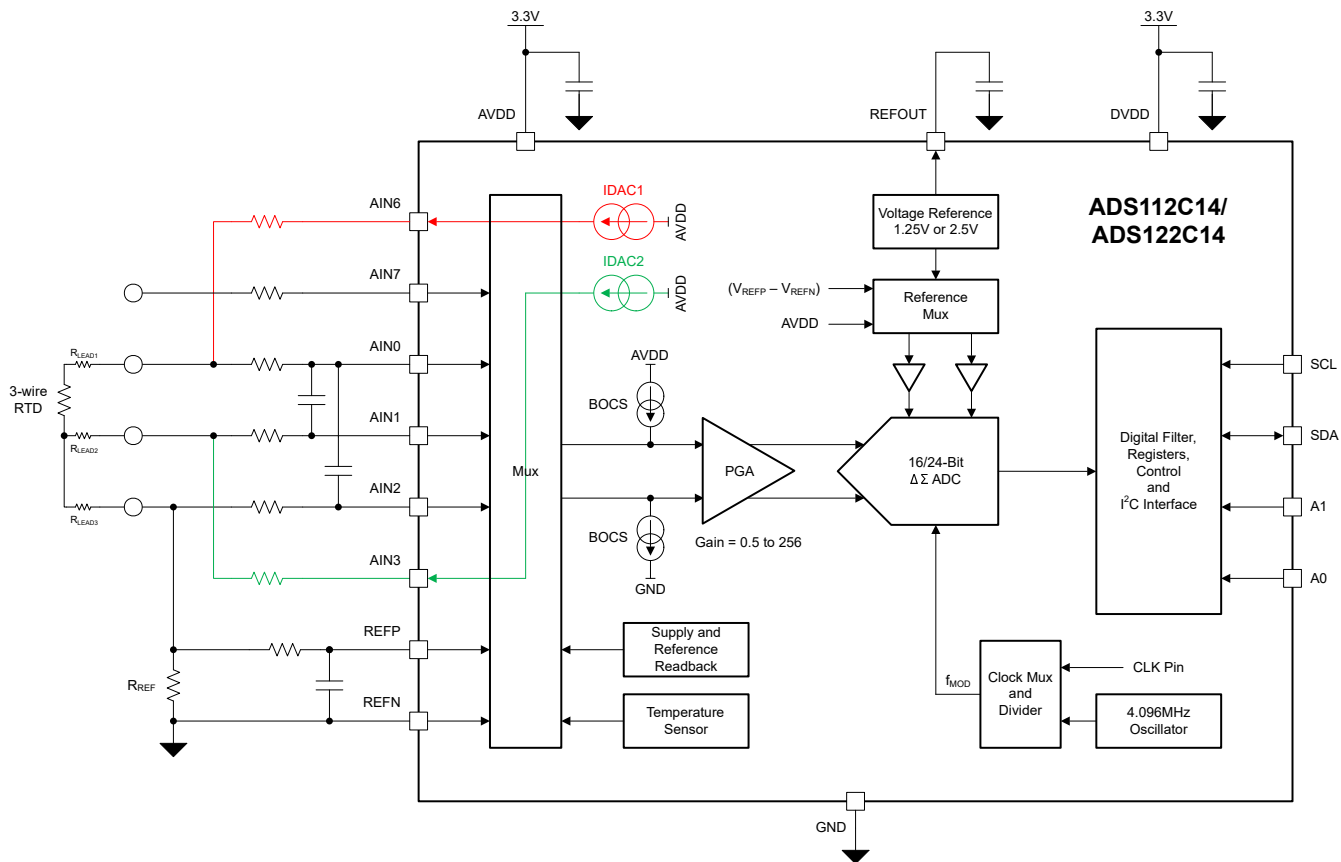 3.3V
3.3V
AVDD
REFOUT
DVDD
AIN6
IDAC1
AVDD
Voltage Reference
1.25V or 2.5V
ADS112C14/
ADS122C14
AIN7
IDAC2
AVDD
(VREFP – VREFN)
Reference
Mux
AVDD
RLEAD1
AIN0
AVDD
SCL
3-wire
RTD
BOCS
RLEAD2
AIN1
Mux
PGA
16/24-Bit
ΔΣ ADC
Digital Filter,
Registers,
Control
and
I²C Interface
SDA
RLEAD3
AIN2
A1
BOCS
Gain = 0.5 to 256
AIN3
GND
A0
REFP
Supply and
Reference
Readback
RREF
REFN
Temperature
Sensor
fMOD
Clock Mux
and
Divider
CLK Pin
4.096MHz
Oscillator
GND